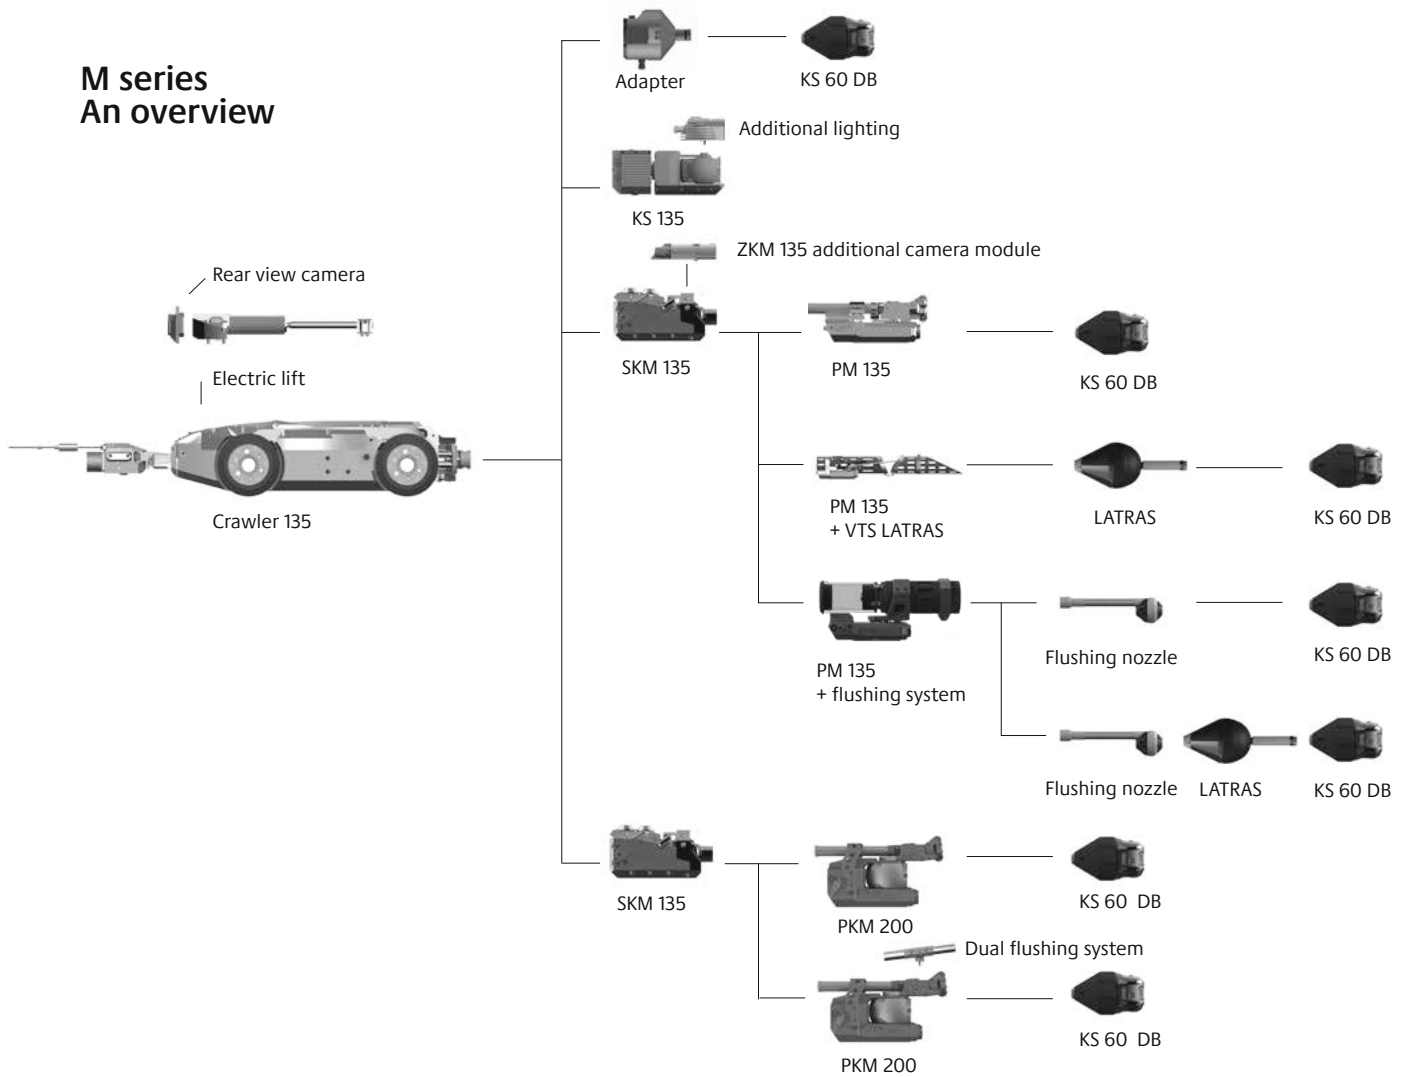 M series
An overview
Adapter
KS 60 DB
Additional lighting
KS 135
ZKM 135 additional camera module
Rear view camera
Electric lift
Crawler 135
SKM 135
PM 135
KS 60 DB
PM 135
+ VTS LATRAS
LATRAS
KS 60 DB
PM 135
+ flushing system
Flushing nozzle
KS 60 DB
Flushing nozzle
LATRAS
KS 60 DB
SKM 135
PKM 200
KS 60 DB
Dual flushing system
PKM 200
KS 60 DB